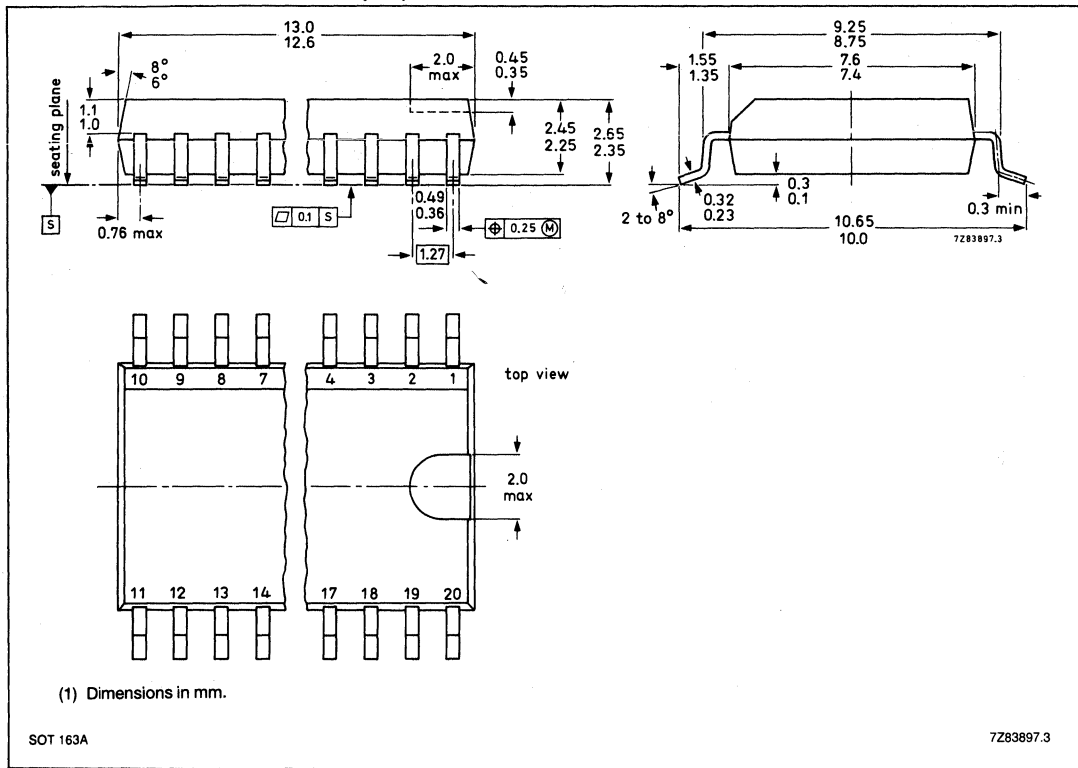 13.0
12.6
8°
6°
2.0
max
0.45
0.35
seating plane
1.1
1.0
2.45
2.25
2.65
2.35
S
0.76 max
▱ 0.1 S
0.49
0.36
⌖ 0.25 Ⓜ
1.27
9.25
8.75
1.55
1.35
7.6
7.4
2 to 8°
0.32
0.23
0.3
0.1
0.3 min
10.65
10.0
7Z83897.3
10 9 8 7 4 3 2 1
top view
2.0
max
11 12 13 14 17 18 19 20
(1) Dimensions in mm.
SOT 163A
7Z83897.3